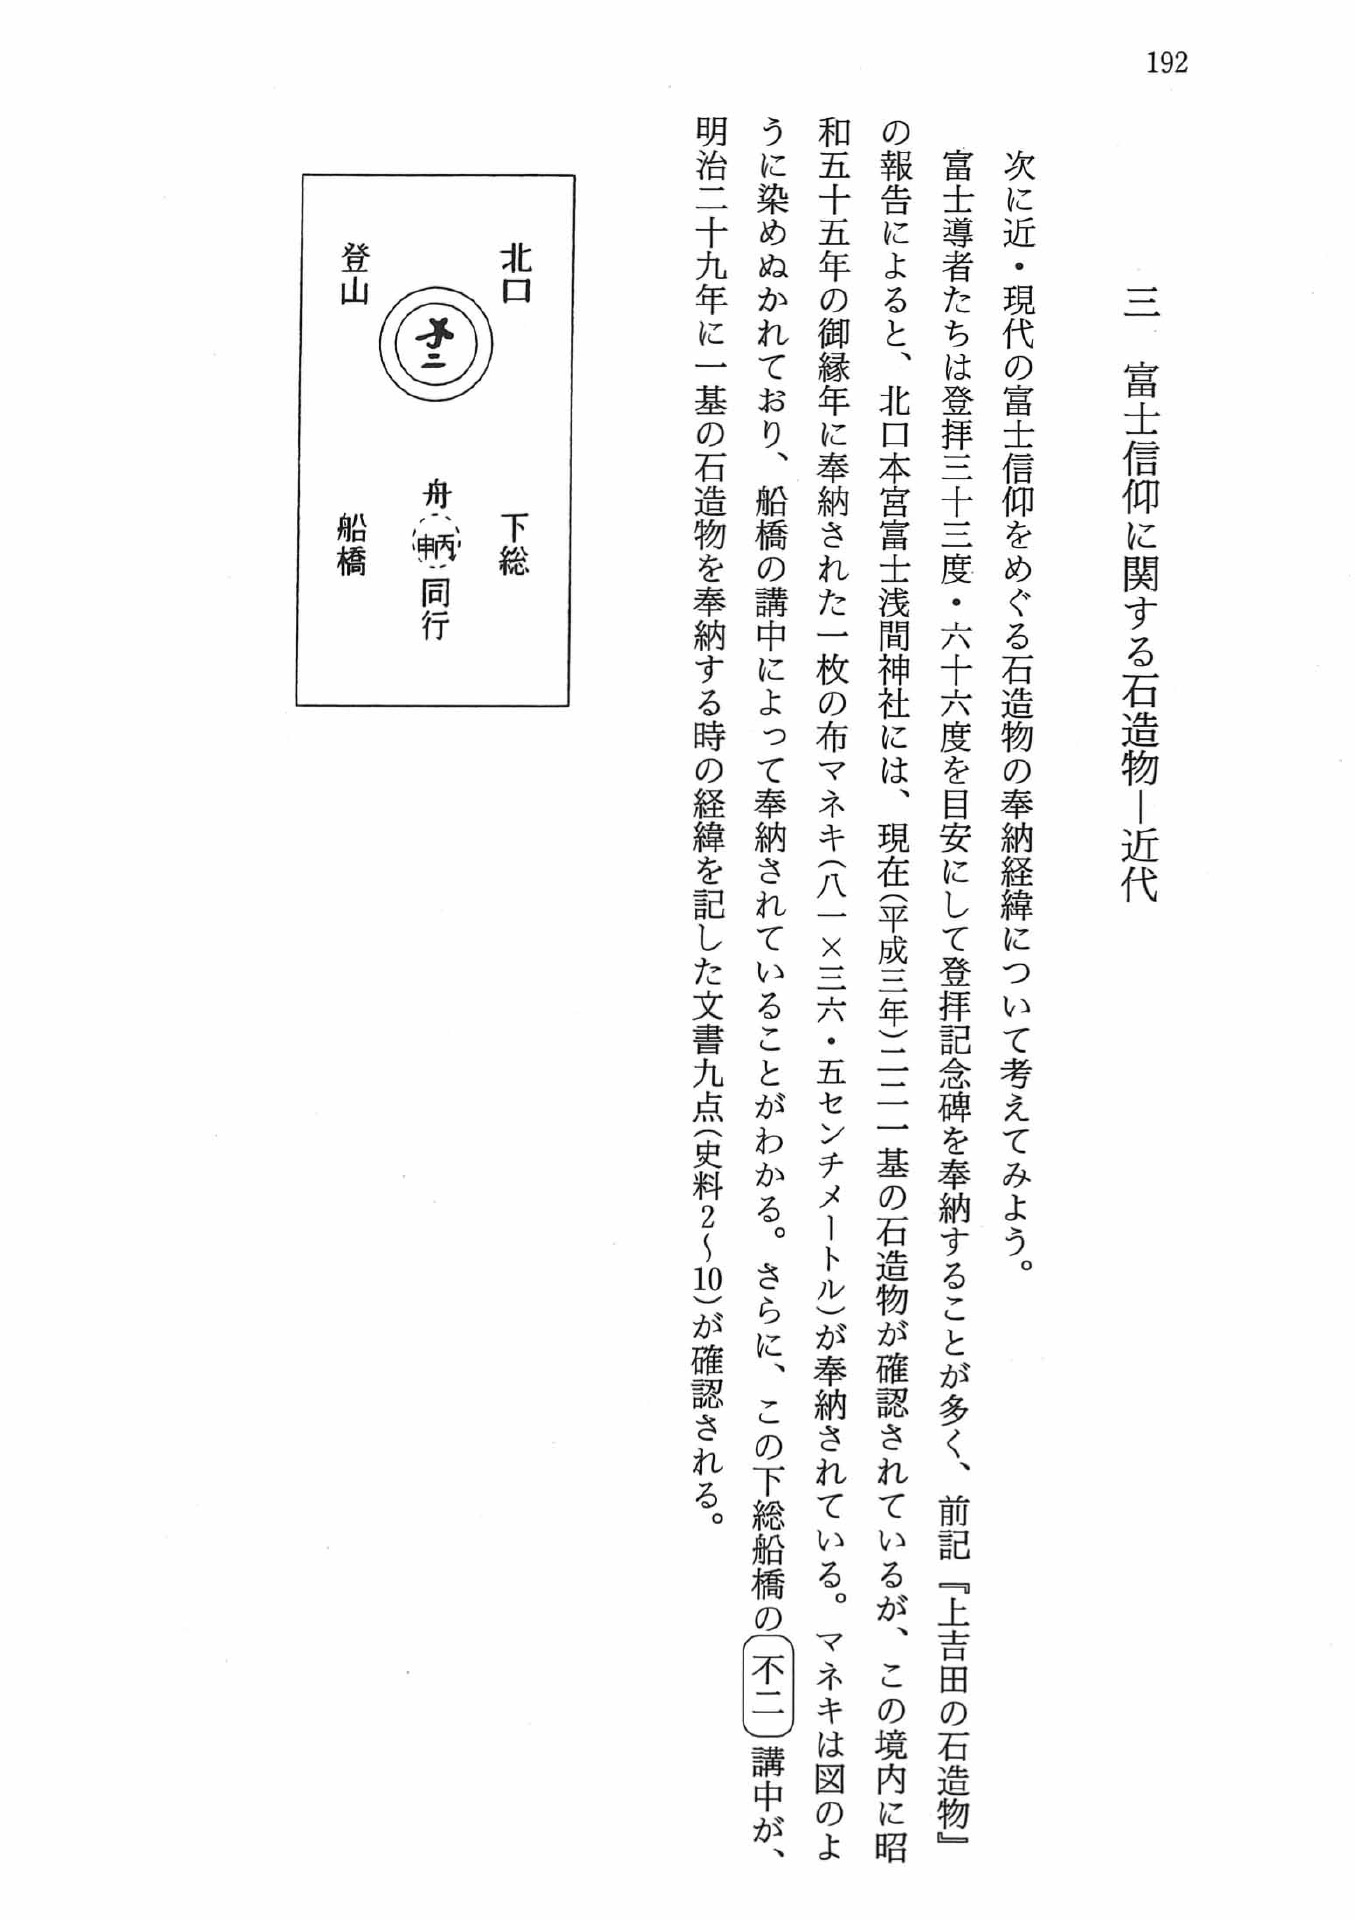 192
三　富士信仰に関する石造物―近代
次に近・現代の富士信仰をめぐる石造物の奉納経緯について考えてみよう。
富士導者たちは登拝三十三度・六十六度を目安にして登拝記念碑を奉納することが多く、前記『上吉田の石造物』
の報告によると、北口本宮富士浅間神社には、現在(平成三年)二二一基の石造物が確認されているが、この境内に昭
和五十五年の御縁年に奉納された一枚の布マネキ(八一×三六・五センチメートル)が奉納されている。マネキは図のよ
うに染めぬかれており、船橋の講中によって奉納されていることがわかる。さらに、この下総船橋の不二講中が、
明治二十九年に一基の石造物を奉納する時の経緯を記した文書九点(史料2〜10)が確認される。
北口
下総
不二
舟丙申同行
登山
船橋